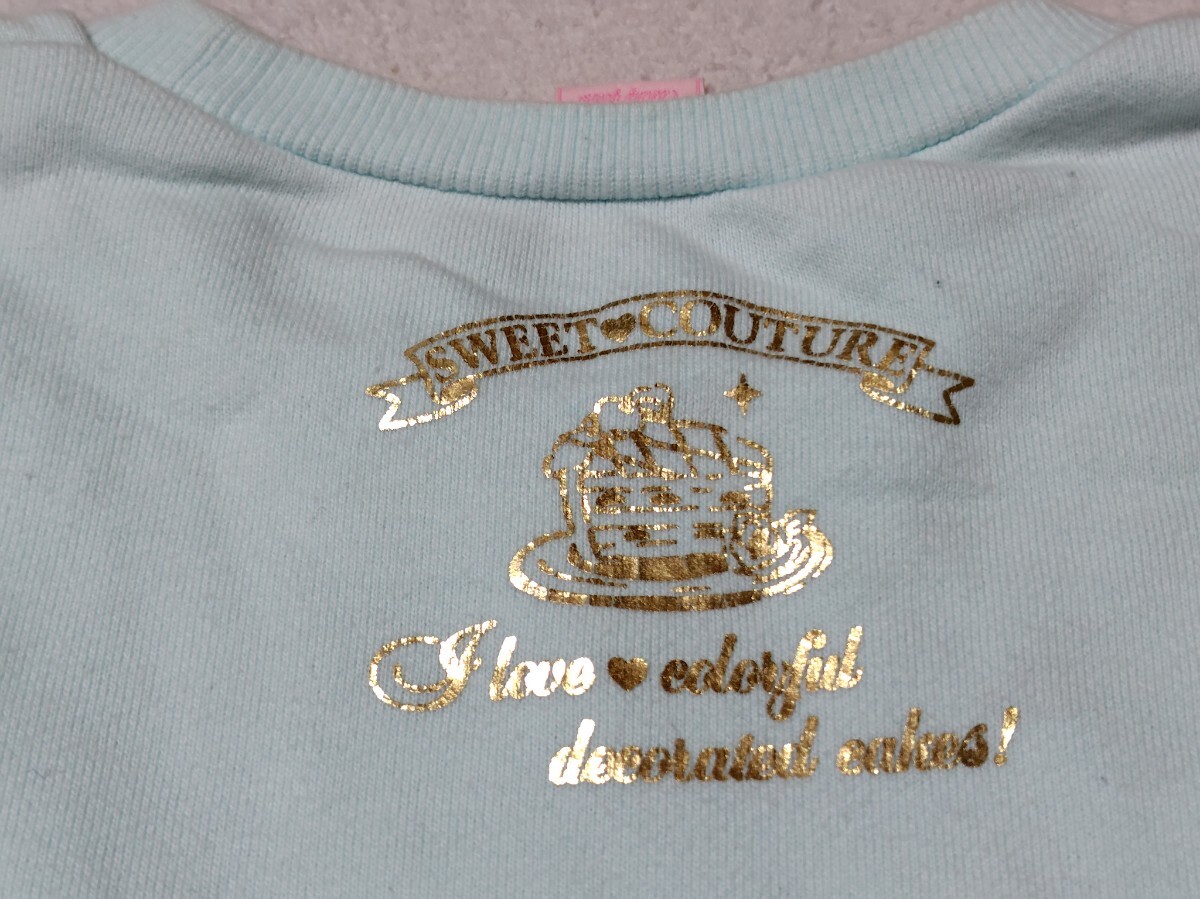 SWEET♥COUTURE
I love ♥ colorful
decorated cakes!